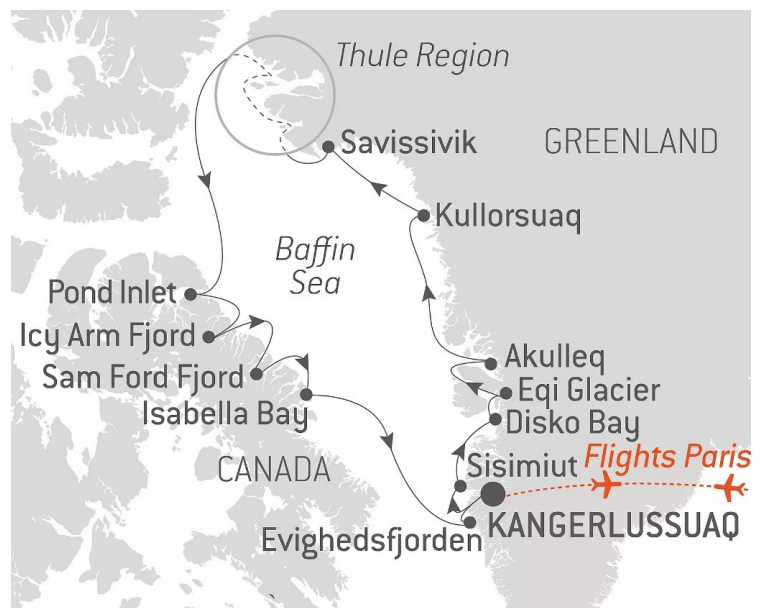 Thule Region
Savissivik
GREENLAND
Kullorsuaq
Baffin
Sea
Pond Inlet
Icy Arm Fjord
Akulleq
Sam Ford Fjord
Eqi Glacier
Isabella Bay
Disko Bay
CANADA
Sisimiut
Flights Paris
KANGERLUSSUAQ
Evighedsfjorden